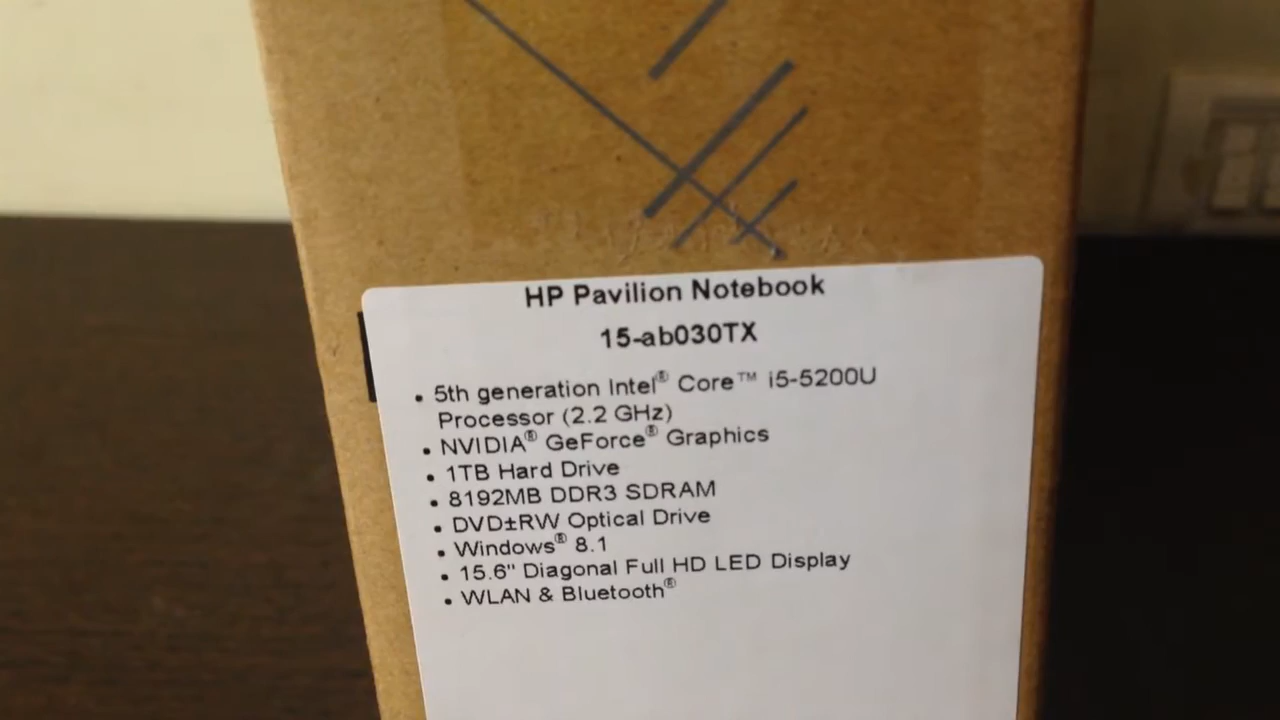 HP Pavilion Notebook
15-ab030TX
• 5th generation Intel® Core™ i5-5200U
Processor (2.2 GHz)
• NVIDIA® GeForce® Graphics
• 1TB Hard Drive
• 8192MB DDR3 SDRAM
• DVD±RW Optical Drive
• Windows® 8.1
• 15.6" Diagonal Full HD LED Display
• WLAN & Bluetooth®